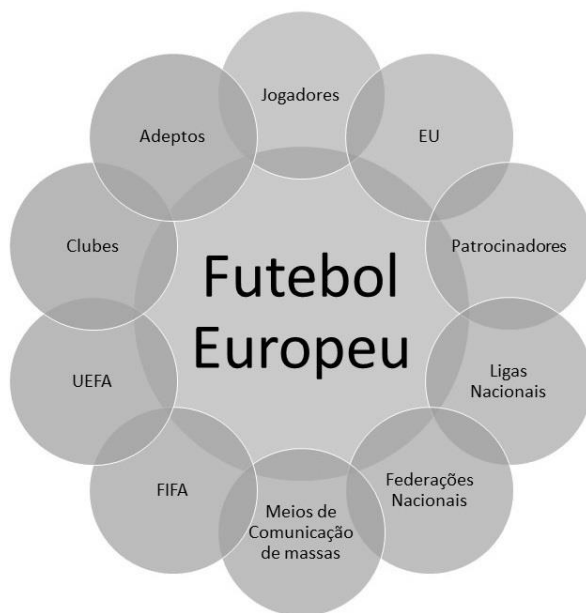 Jogadores
EU
Patrocinadores
Ligas
Nacionais
Federações
Nacionais
Meios de
Comunicação
de massas
FIFA
UEFA
Clubes
Adeptos
Futebol
Europeu